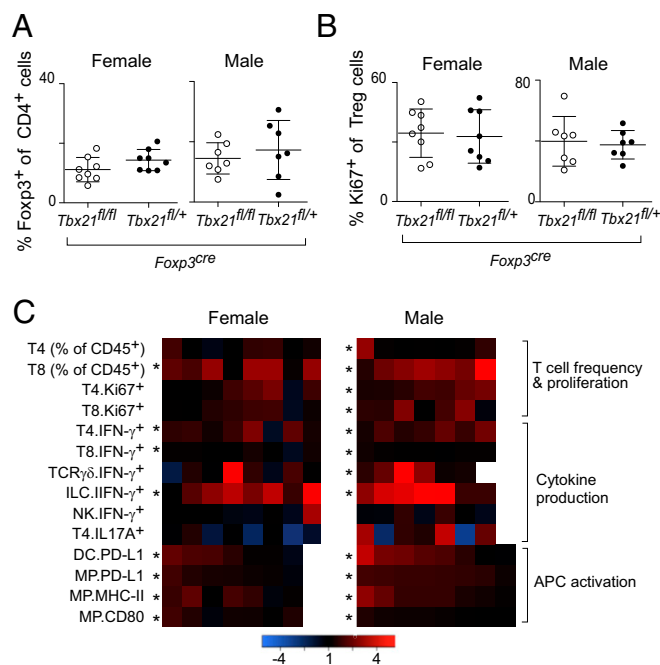 A
Female Male
% Foxp3+ of CD4+ cells
40
20
0
Tbx21fl/fl Tbx21fl/+ Tbx21fl/fl Tbx21fl/+
Foxp3cre
B
Female Male
% Ki67+ of Treg cells
60
30
0
80
40
0
Tbx21fl/fl Tbx21fl/+ Tbx21fl/fl Tbx21fl/+
Foxp3cre
C
Female Male
T4 (% of CD45+) *
T8 (% of CD45+) * *
T4.Ki67+ *
T8.Ki67+ *
T4.IFN-γ+ * *
T8.IFN-γ+ * *
TCRγδ.IFN-γ+ *
ILC.IIFN-γ+ * *
NK.IFN-γ+
T4.IL17A+
DC.PD-L1 * *
MP.PD-L1 * *
MP.MHC-II * *
MP.CD80 * *
T cell frequency
& proliferation
Cytokine
production
APC activation
-4 1 4